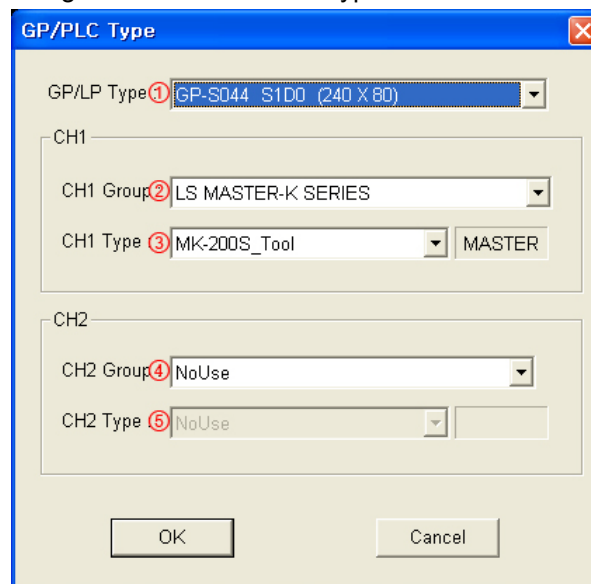 GP/PLC Type
GP/LP Type ① GP-S044 S1D0 (240 X 80)
CH1
CH1 Group ② LS MASTER-K SERIES
CH1 Type : ③ MK-200S_Tool MASTER
CH2
CH2 Group ④ NoUse
CH2 Type : ⑤ NoUse
OK Cancel